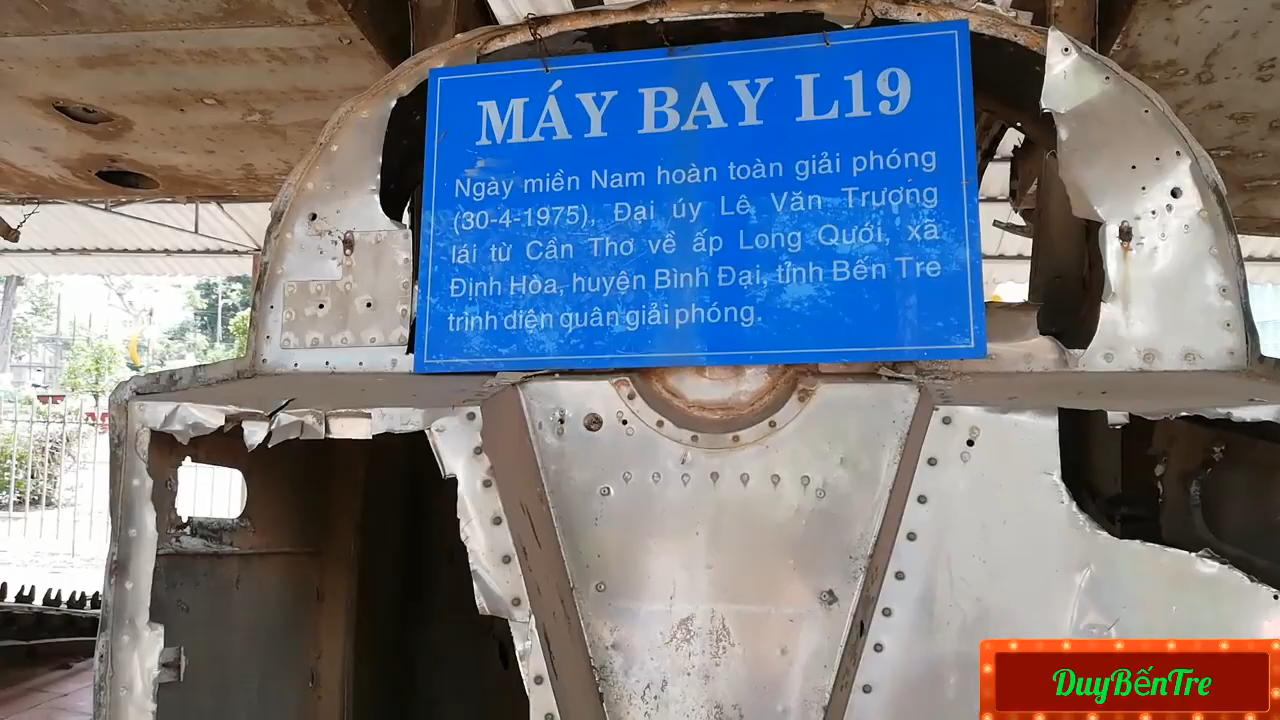 MÁY BAY L19
Ngày miền Nam hoàn toàn giải phóng
(30-4-1975), Đại úy Lê Văn Trượng
lái từ Cần Thơ về ấp Long Qưới, xã
Định Hòa, huyện Bình Đại, tỉnh Bến Tre
trình diện quân giải phóng.
DuyBếnTre